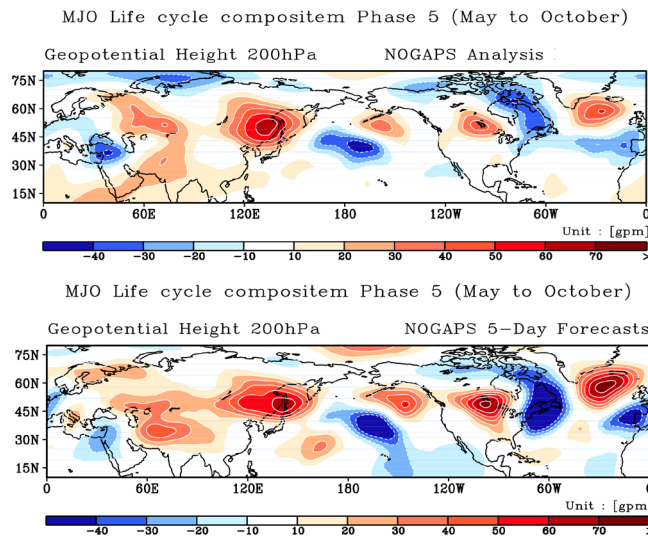 MJO Life cycle compositem Phase 5 (May to October)
Geopotential Height 200hPa NOGAPS Analysis
75N
60N
45N
30N
15N
0 60E 120E 180 120W 60W 0
Unit : [gpm]
-40 -30 -20 -10 10 20 30 40 50 60 70 >
MJO Life cycle compositem Phase 5 (May to October)
Geopotential Height 200hPa NOGAPS 5-Day Forecasts
75N
60N
45N
30N
15N
0 60E 120E 180 120W 60W 0
Unit : [gpm]
-40 -30 -20 -10 10 20 30 40 50 60 70